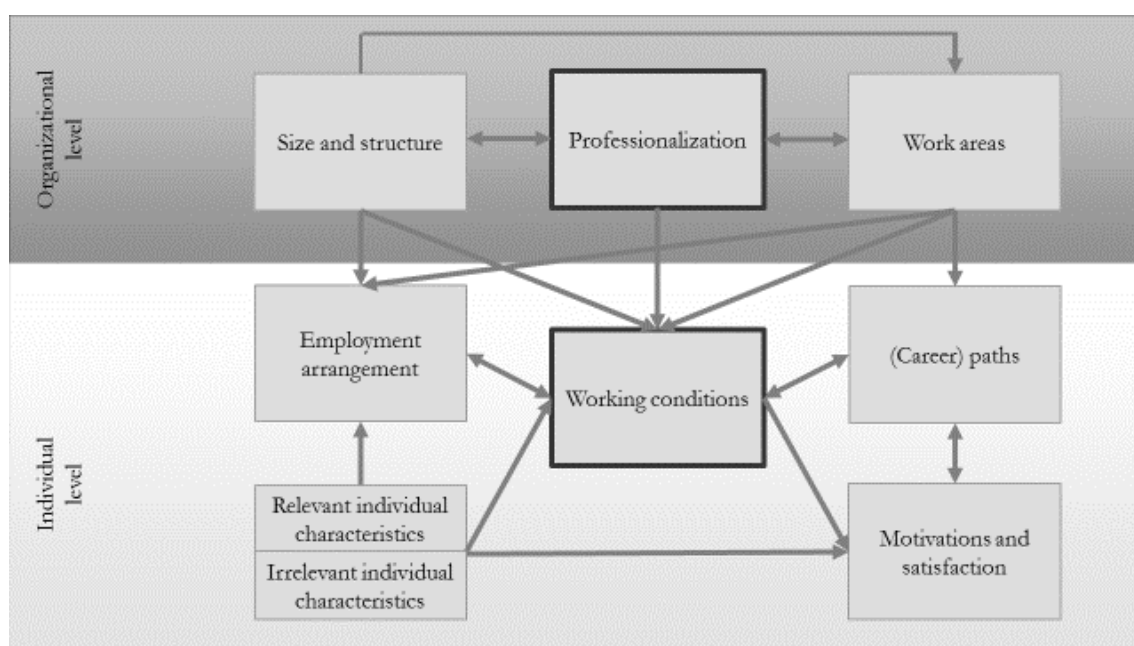 Organizational
level
Size and structure
Professionalization
Work areas
Individual
level
Employment
arrangement
Working conditions
(Career) paths
Relevant individual
characteristics
Irrelevant individual
characteristics
Motivations and
satisfaction